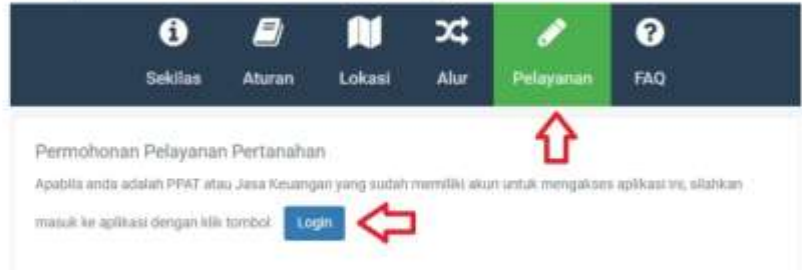 Sekilas Aturan Lokasi Alur Pelayanan FAQ
Permohonan Pelayanan Pertanahan
Apabila anda adalah PPAT atau Jasa Keuangan yang sudah memiliki akun untuk mengakses aplikasi ini, silahkan
masuk ke aplikasi dengan klik tombol Login